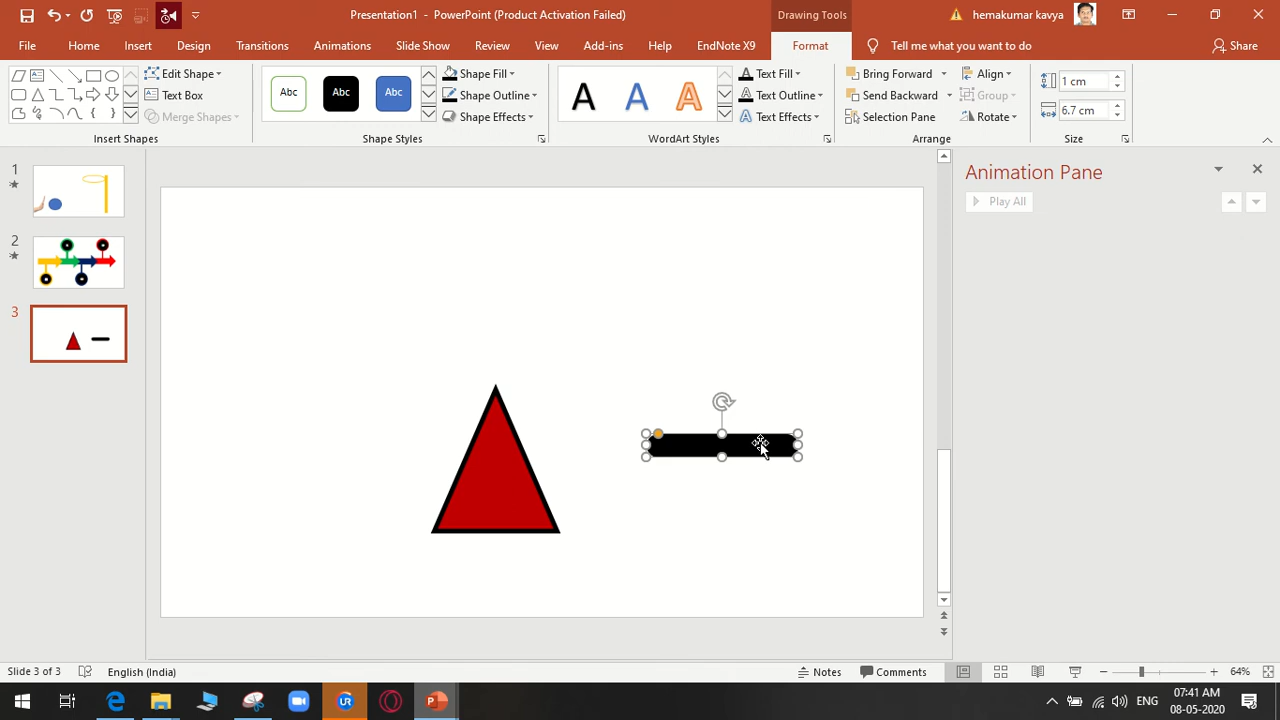 Presentation1 - PowerPoint (Product Activation Failed)
Drawing Tools
hemakumar kavya
File Home Insert Design Transitions Animations Slide Show Review View Add-ins Help EndNote X9 Format Tell me what you want to do Share
Edit Shape
Text Box
Merge Shapes
Insert Shapes
Abc Abc Abc
Shape Fill
Shape Outline
Shape Effects
Shape Styles
A A A
Text Fill
Text Outline
Text Effects
WordArt Styles
Bring Forward
Send Backward
Selection Pane
Align
Group
Rotate
Arrange
1 cm
6.7 cm
Size
1
2
3
Animation Pane
Play All
Slide 3 of 3
English (India)
Notes
Comments
64%
UR
ENG
07:41 AM
08-05-2020